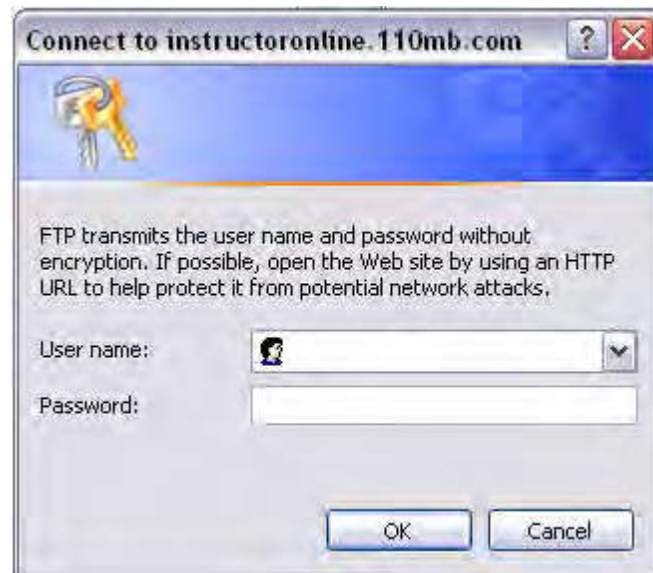 Connect to instructoronline.110mb.com
FTP transmits the user name and password without
encryption. If possible, open the Web site by using an HTTP
URL to help protect it from potential network attacks.
User name:
Password:
OK Cancel